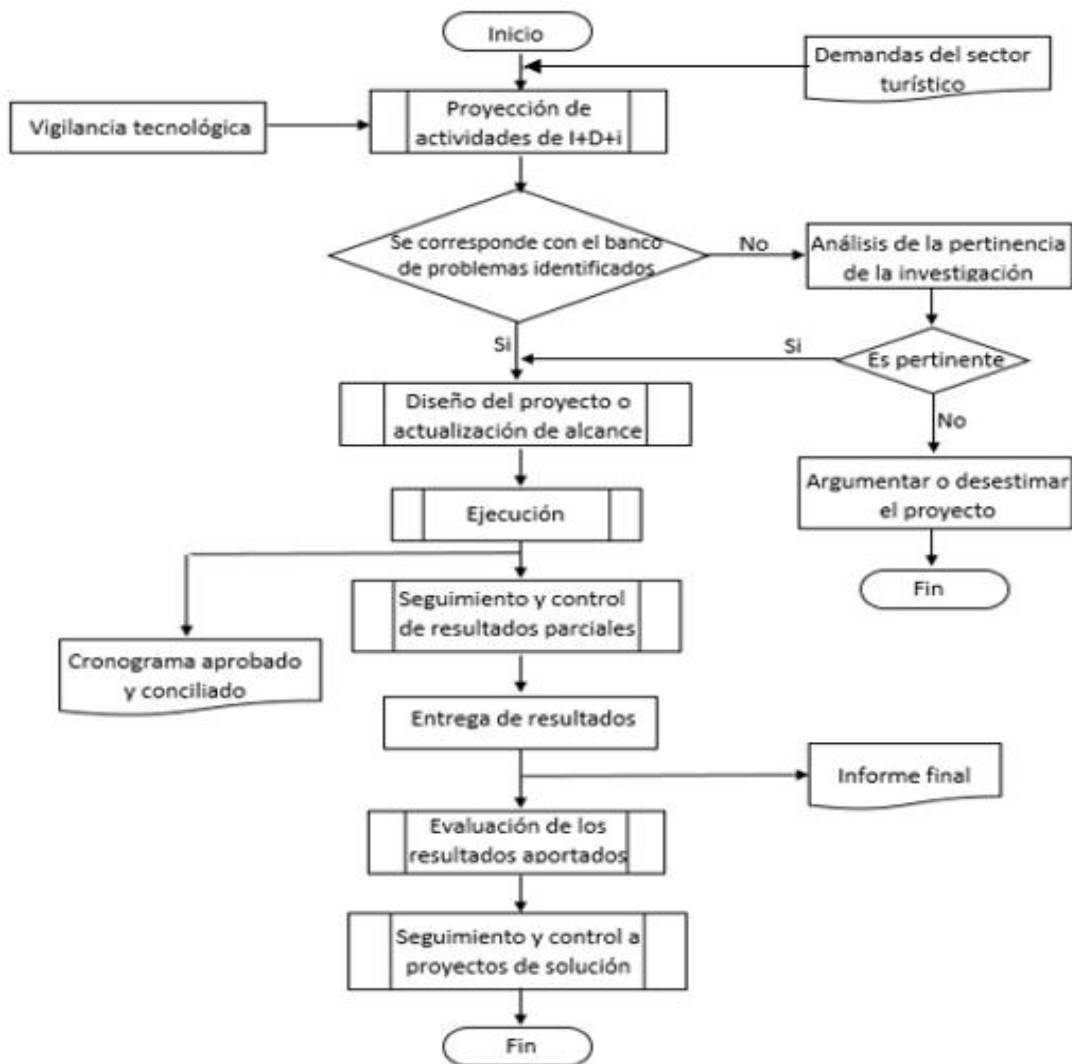 Inicio
Demandas del sector
turístico
Vigilancia tecnológica
Proyección de
actividades de I+D+i
Se corresponde con el banco
de problemas identificados
No
Análisis de la pertinencia
de la investigación
Si
Si
Es pertinente
Diseño del proyecto o
actualización de alcance
No
Argumentar o desestimar
el proyecto
Ejecución
Fin
Seguimiento y control
de resultados parciales
Cronograma aprobado
y conciliado
Entrega de resultados
Informe final
Evaluación de los
resultados aportados
Seguimiento y control a
proyectos de solución
Fin